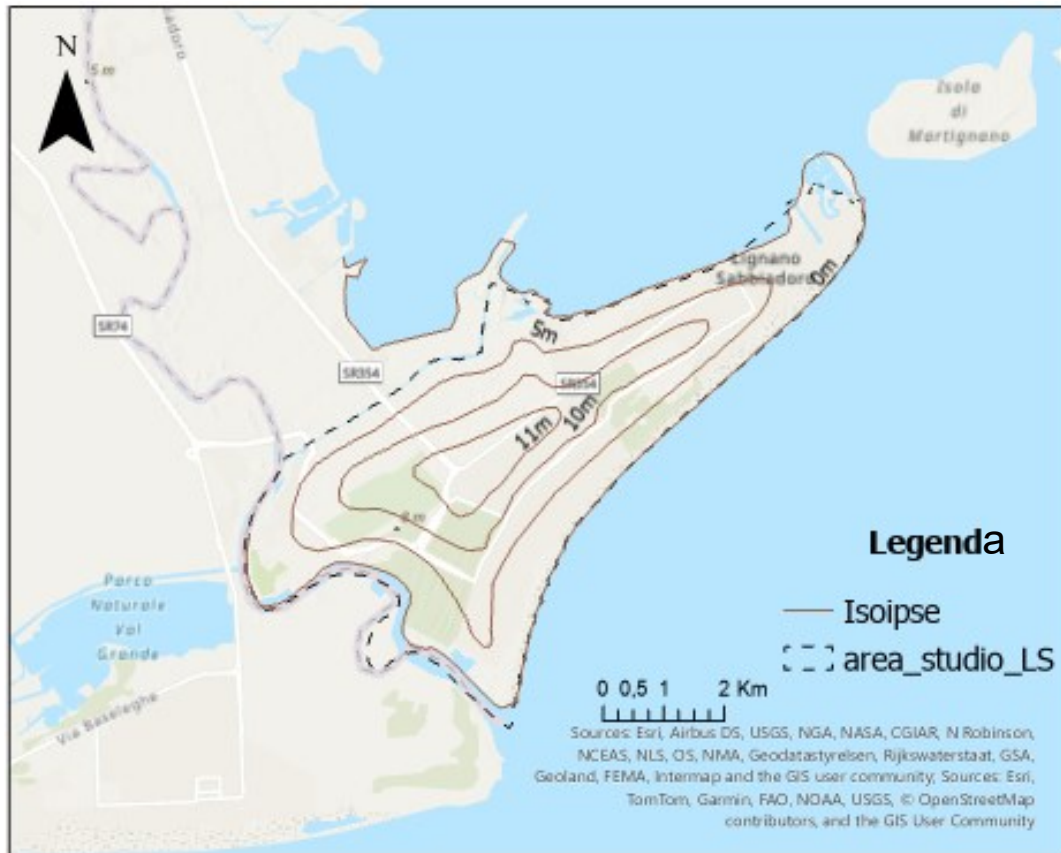 N
adoro
5 m
Isola
di
Martignano
Lignano
Sabbiadoro
0m
5m
SR74
SR354
SR354
10m
11m
8 m
Parco
Naturale
Val
Grande
Via Baseleghe
Legenda
Isoipse
area_studio_LS
0 0,5 1 2 Km
Sources: Esri, Airbus DS, USGS, NGA, NASA, CGIAR, N Robinson,
NCEAS, NLS, OS, NMA, Geodatastyrelsen, Rijkswaterstaat, GSA,
Geoland, FEMA, Intermap and the GIS user community; Sources: Esri,
TomTom, Garmin, FAO, NOAA, USGS, © OpenStreetMap
contributors, and the GIS User Community